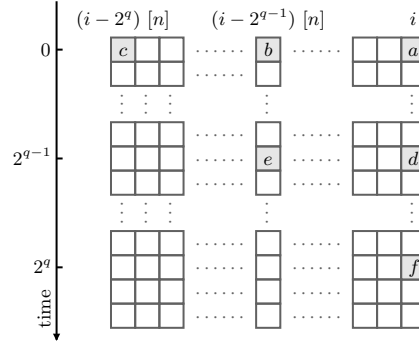 (i − 2^q) [n] (i − 2^{q−1}) [n] i
0 c b a
2^{q−1} e d
2^q f
time